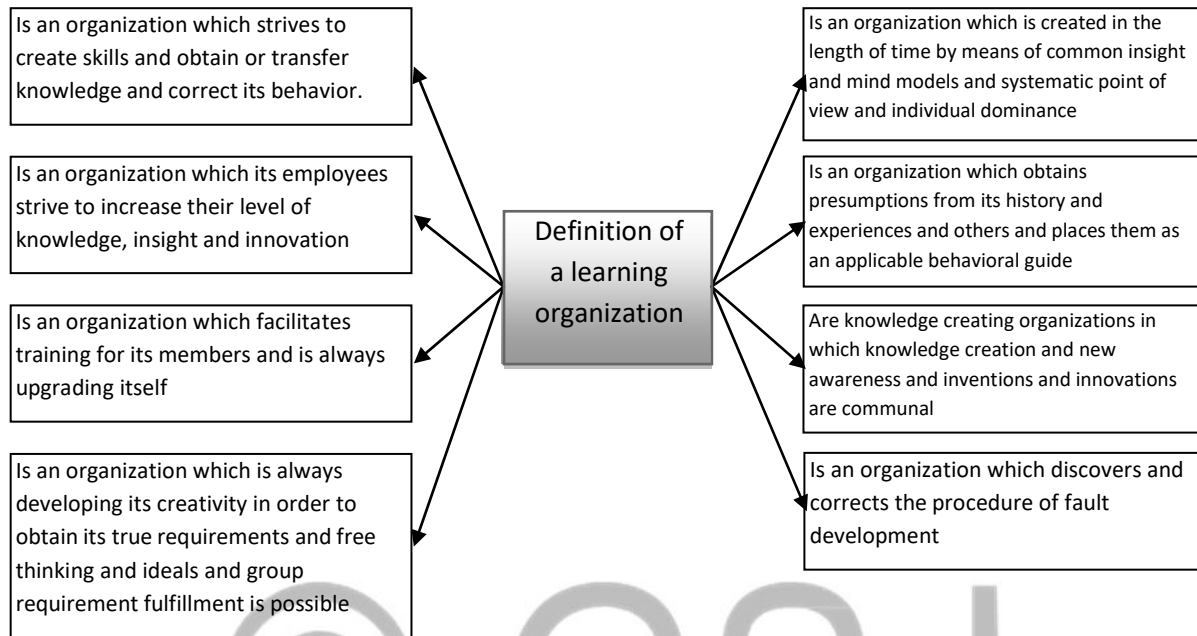 Is an organization which strives to
create skills and obtain or transfer
knowledge and correct its behavior.
Is an organization which its employees
strive to increase their level of
knowledge, insight and innovation
Is an organization which facilitates
training for its members and is always
upgrading itself
Is an organization which is always
developing its creativity in order to
obtain its true requirements and free
thinking and ideals and group
requirement fulfillment is possible
Definition of
a learning
organization
Is an organization which is created in the
length of time by means of common insight
and mind models and systematic point of
view and individual dominance
Is an organization which obtains
presumptions from its history and
experiences and others and places them as
an applicable behavioral guide
Are knowledge creating organizations in
which knowledge creation and new
awareness and inventions and innovations
are communal
Is an organization which discovers and
corrects the procedure of fault
development